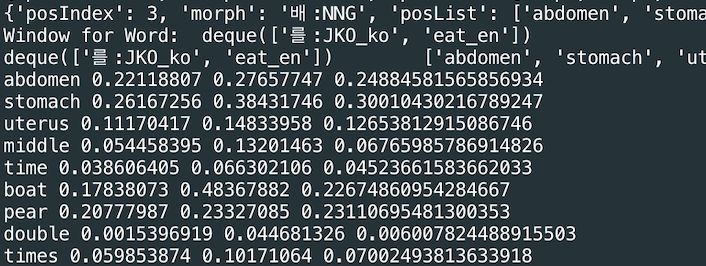 {'posIndex': 3, 'morph': '배:NNG', 'posList': ['abdomen', 'stoma
Window for Word:  deque(['를:JKO_ko', 'eat_en'])
deque(['를:JKO_ko', 'eat_en'])        ['abdomen', 'stomach', 'ut
abdomen 0.22118807 0.27657747 0.24884581565856934
stomach 0.26167256 0.38431746 0.30010430216789247
uterus 0.11170417 0.14833958 0.12653812915086746
middle 0.054458395 0.13201463 0.06765985786914826
time 0.038606405 0.066302106 0.04523661583662033
boat 0.17838073 0.48367882 0.22674860954284667
pear 0.20777987 0.23327085 0.23110695481300353
double 0.0015396919 0.044681326 0.006007824488915503
times 0.059853874 0.10171064 0.07002493813633918